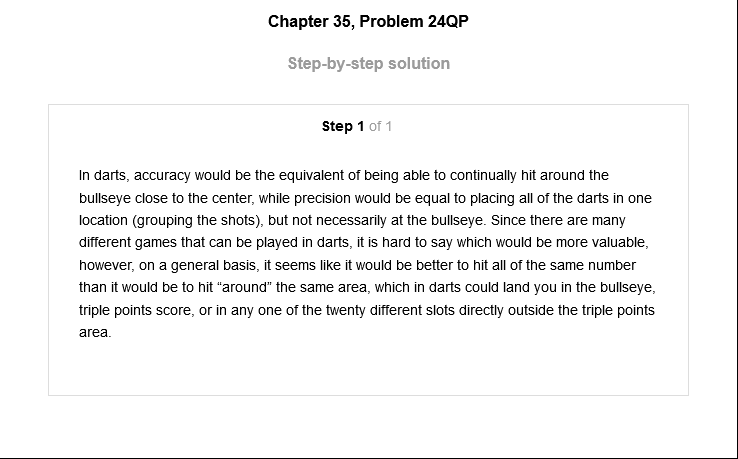 Chapter 35, Problem 24QP
Step-by-step solution
Step 1 of 1
In darts, accuracy would be the equivalent of being able to continually hit around the
bullseye close to the center, while precision would be equal to placing all of the darts in one
location (grouping the shots), but not necessarily at the bullseye. Since there are many
different games that can be played in darts, it is hard to say which would be more valuable,
however, on a general basis, it seems like it would be better to hit all of the same number
than it would be to hit “around” the same area, which in darts could land you in the bullseye,
triple points score, or in any one of the twenty different slots directly outside the triple points
area.